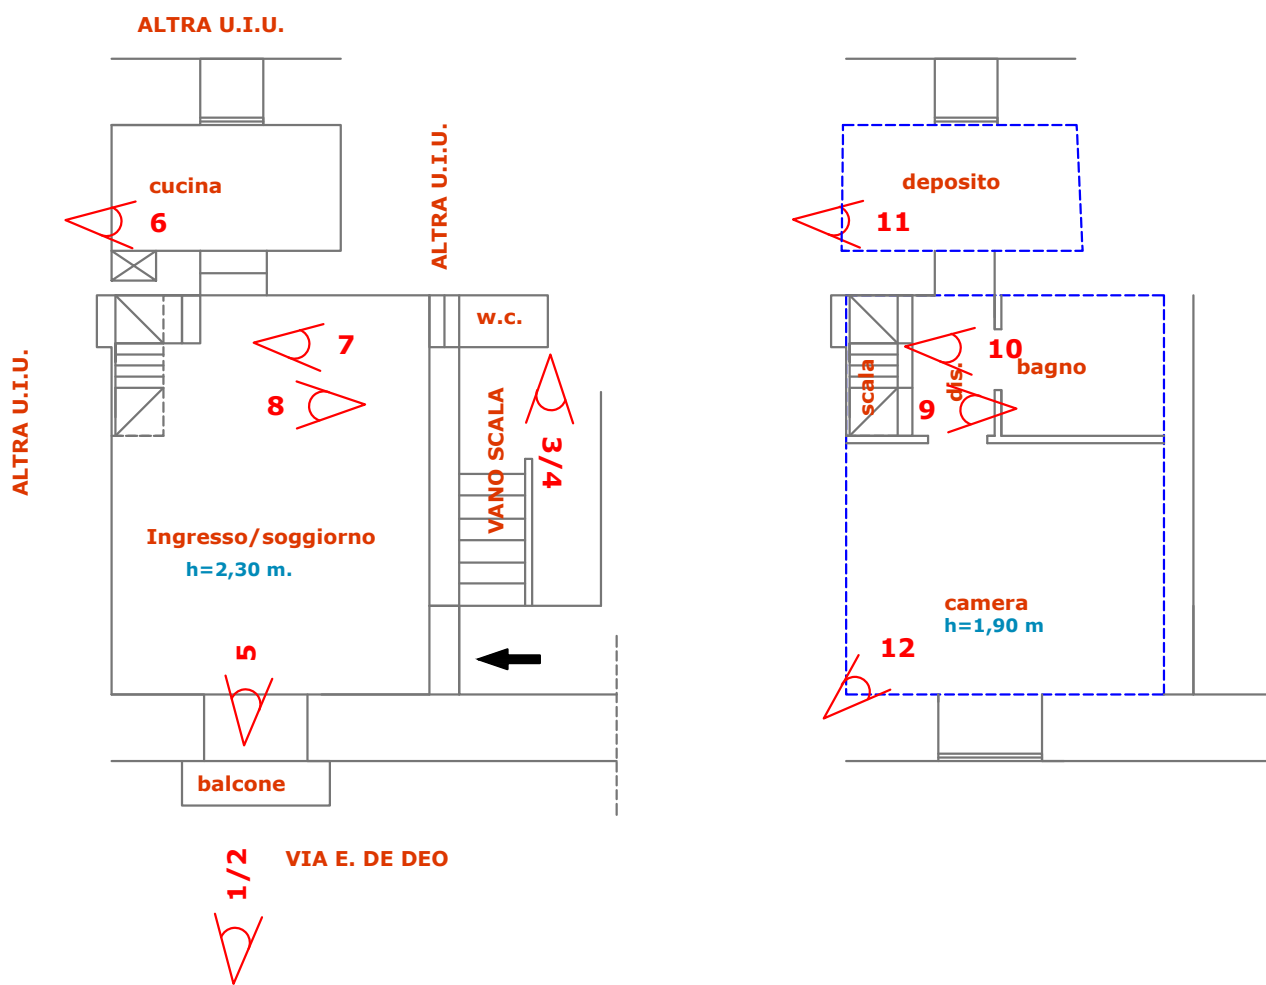 ALTRA U.I.U.
cucina
6
ALTRA U.I.U.
w.c.
7
8
ALTRA U.I.U.
VANO SCALA
3/4
Ingresso/soggiorno
h=2,30 m.
5
balcone
1/2
VIA E. DE DEO
deposito
11
10
bagno
scala
dis.
9
camera
h=1,90 m
12